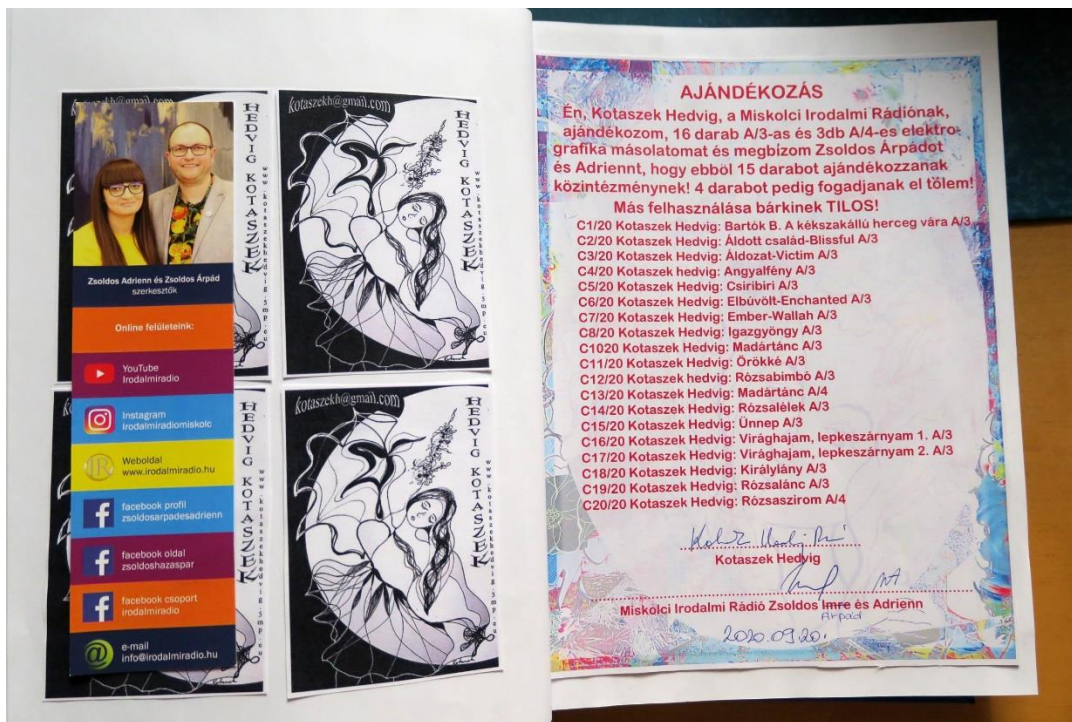 kotaszekh@gmail.com
HEDVIG KOTASZEK
www.kotaszekhedvig.5mp.eu
Zsoldos Adrienn és Zsoldos Árpád
szerkesztők
Online felületeink:
YouTube
Irodalmiradio
Instagram
Irodalmiradiomiskolc
Weboldal
www.irodalmiradio.hu
facebook profil
zsoldosarpadesadrienn
facebook oldal
zsoldoshazaspar
facebook csoport
irodalmiradio
e-mail
info@irodalmiradio.hu
kotaszekh@gmail.com
HEDVIG KOTASZEK
www.kotaszekhedvig.5mp.eu
kotaszekh@gmail.com
HEDVIG KOTASZEK
www.kotaszekhedvig.5mp.eu
HEDVIG KOTASZEK
www.kotaszekhedvig.5mp.eu
AJÁNDÉKOZÁS
Én, Kotaszek Hedvig, a Miskolci Irodalmi Rádiónak,
ajándékozom, 16 darab A/3-as és 3db A/4-es elektro-
grafika másolatomat és megbizom Zsoldos Árpádot
és Adriennt, hogy ebből 15 darabot ajándékozzanak
közintézménynek! 4 darabot pedig fogadjanak el tőlem!
Más felhasználása bárkinek TILOS!
C1/20 Kotaszek Hedvig: Bartók B. A kékszakállú herceg vára A/3
C2/20 Kotaszek Hedvig: Áldott család-Blissful A/3
C3/20 Kotaszek Hedvig: Áldozat-Victim A/3
C4/20 Kotaszek hedvig: Angyalfény A/3
C5/20 Kotaszek Hedvig: Csiribiri A/3
C6/20 Kotaszek Hedvig: Elbúvölt-Enchanted A/3
C7/20 Kotaszek Hedvig: Ember-Wallah A/3
C8/20 Kotaszek Hedvig: Igazgyöngy A/3
C1020 Kotaszek Hedvig: Madártánc A/3
C11/20 Kotaszek Hedvig: Örökké A/3
C12/20 Kotaszek hedvig: Rózsabimbó A/3
C13/20 Kotaszek Hedvig: Madártánc A/4
C14/20 Kotaszek Hedvig: Rózsalélek A/3
C15/20 Kotaszek Hedvig: Ünnep A/3
C16/20 Kotaszek Hedvig: Virághajam, lepkeszárnyam 1. A/3
C17/20 Kotaszek Hedvig: Virághajam, lepkeszárnyam 2. A/3
C18/20 Kotaszek Hedvig: Királylány A/3
C19/20 Kotaszek Hedvig: Rózsalánc A/3
C20/20 Kotaszek Hedvig: Rózsaszirom A/4
Kotaszek Hedvig
Miskolci Irodalmi Rádió Zsoldos Imre és Adrienn
Árpád
2020.09.20.